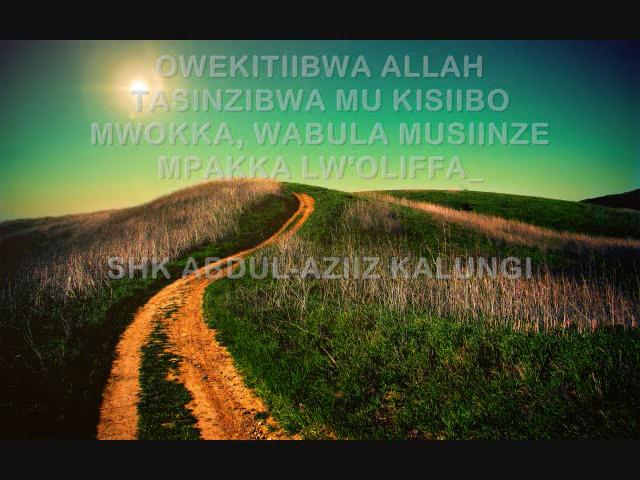 OWEKITIIBWA ALLAH
TASINZIBWA MU KISIIBO
MWOKKA, WABULA MUSIINZE
MPAKKA LW'OLIFFA_
SHK ABDUL-AZIIZ KALUNGI